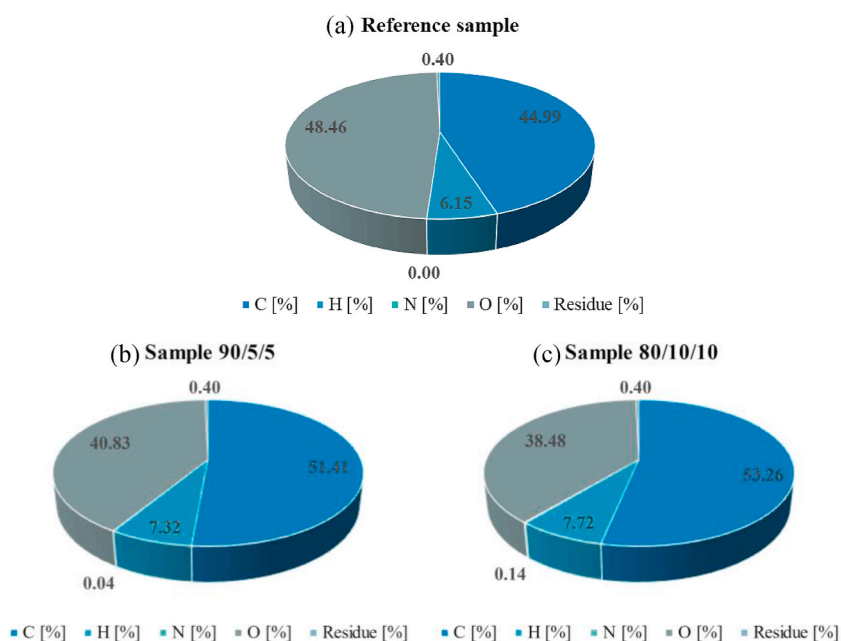 (a) Reference sample
0.40
48.46
44.99
6.15
0.00
C [%] H [%] N [%] O [%] Residue [%]
(b) Sample 90/5/5
0.40
40.83
51.41
7.32
0.04
C [%] H [%] N [%] O [%] Residue [%]
(c) Sample 80/10/10
0.40
38.48
53.26
7.72
0.14
C [%] H [%] N [%] O [%] Residue [%]